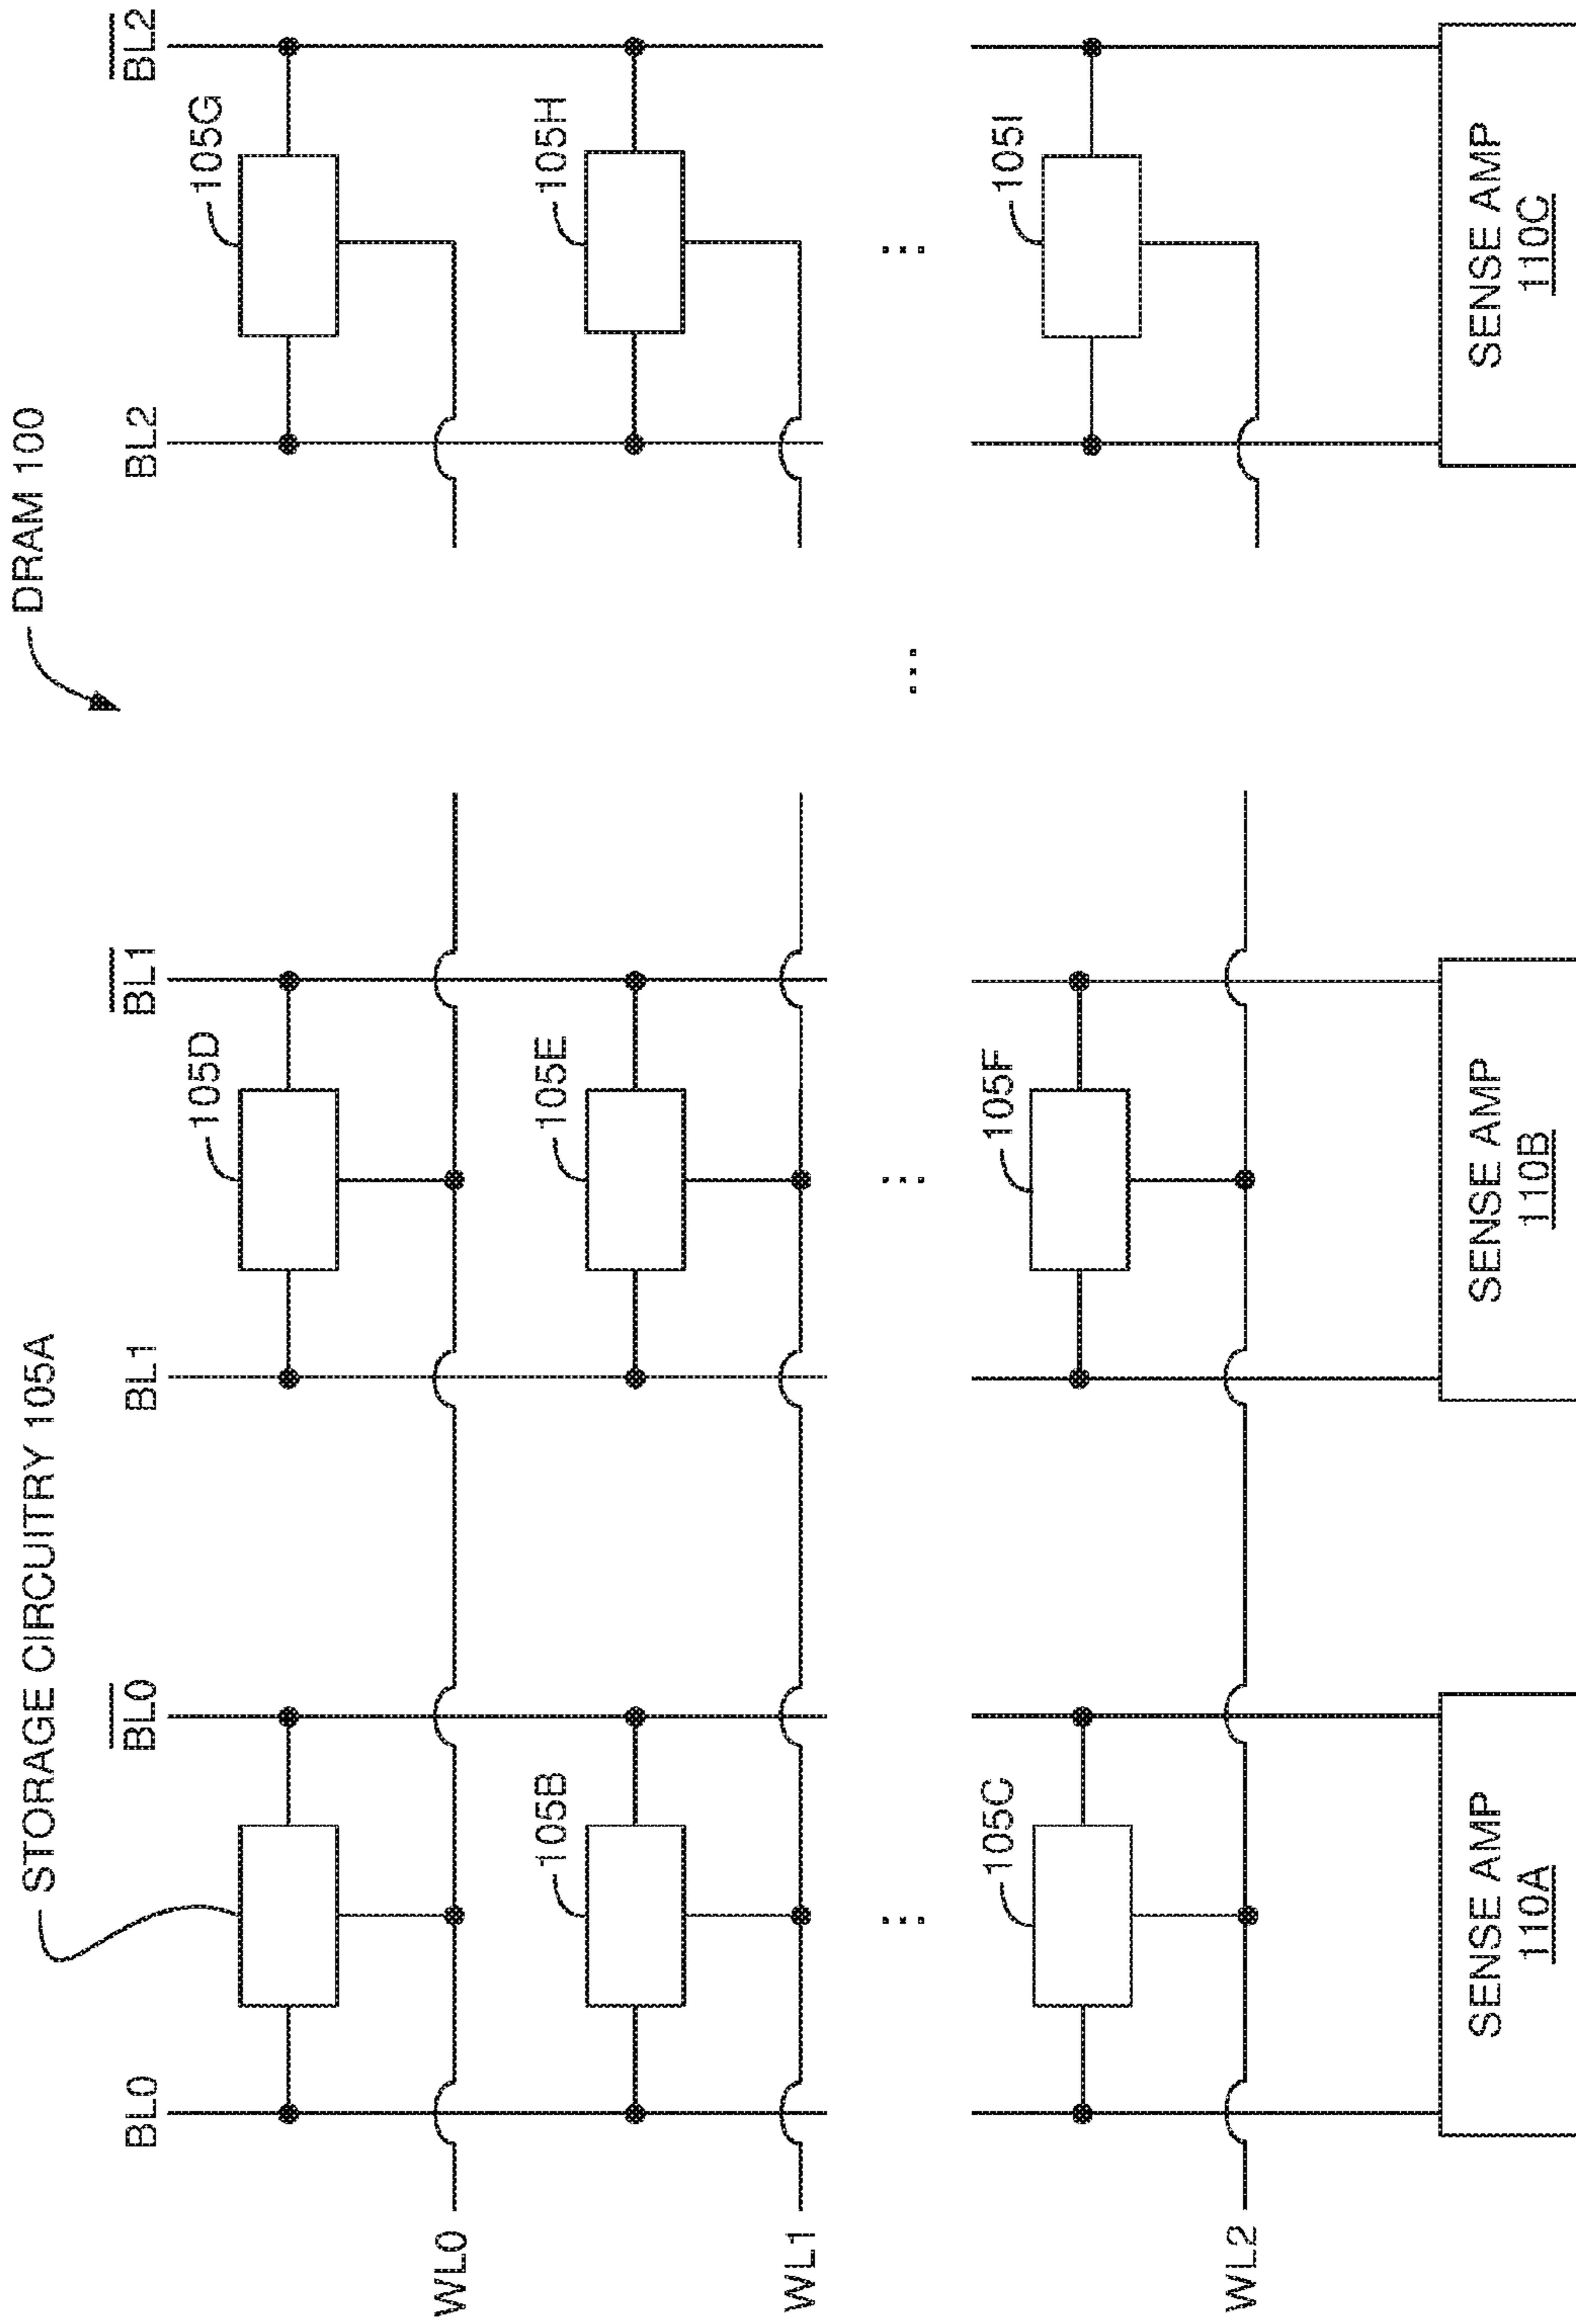 DRAM 100
STORAGE CIRCUITRY 105A
BL0
BL0
BL1
BL1
BL2
BL2
105D
105G
WL0
105B
105E
105H
WL1
105C
105F
105I
WL2
SENSE AMP
110A
SENSE AMP
110B
SENSE AMP
110C